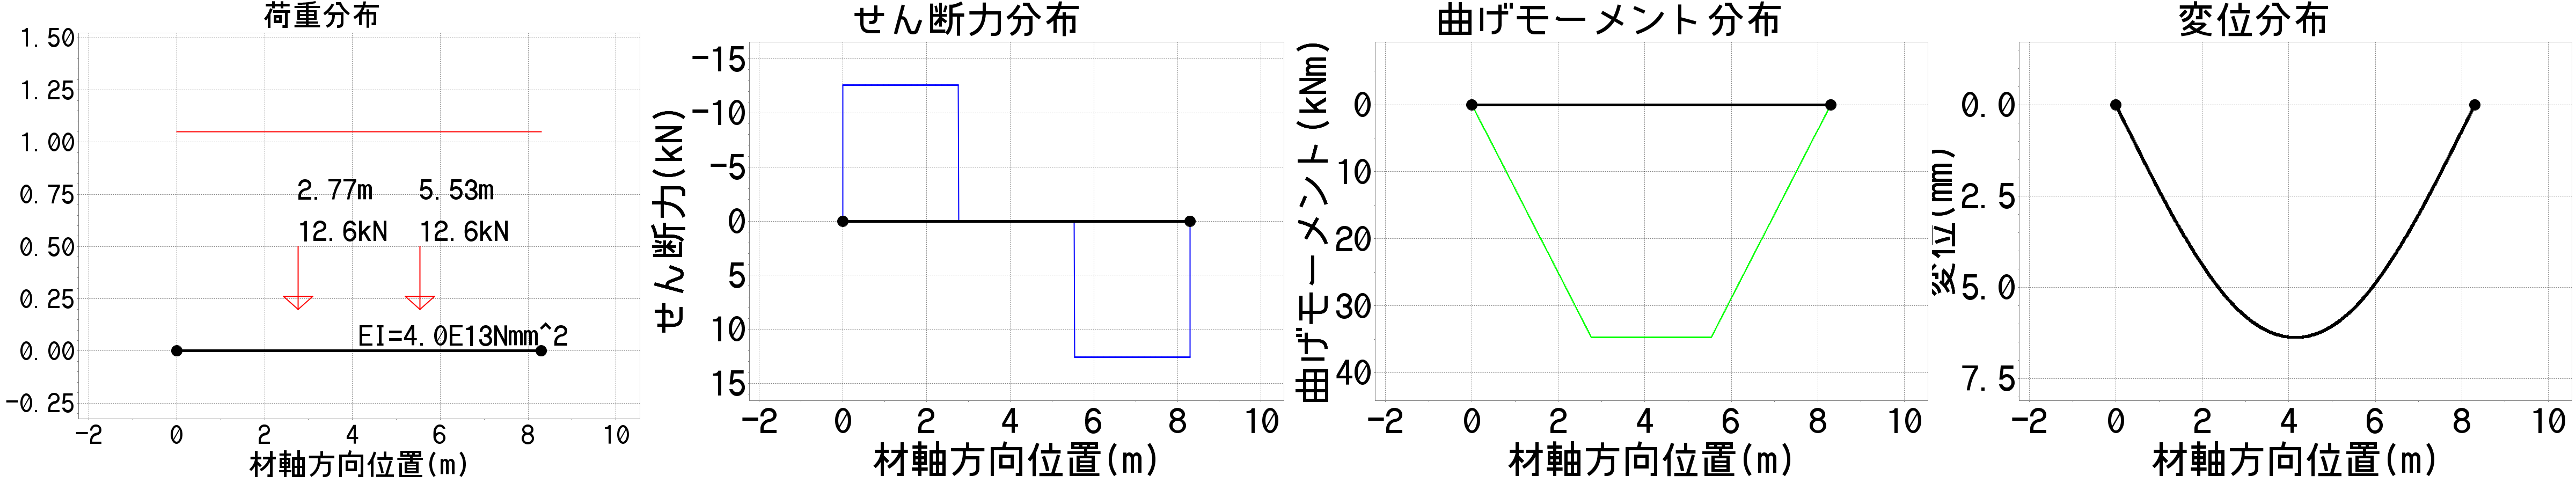 荷重分布
1.50
1.25
1.00
0.75
0.50
0.25
0.00
-0.25
2.77m
5.53m
12.6kN
12.6kN
EI=4.0E13Nmm^2
-2 0 2 4 6 8 10
材軸方向位置(m)
せん断力分布
せん断力(kN)
-15
-10
-5
0
5
10
15
-2 0 2 4 6 8 10
材軸方向位置(m)
曲げモーメント分布
曲げモーメント(kNm)
0
10
20
30
40
-2 0 2 4 6 8 10
材軸方向位置(m)
変位分布
変位(mm)
0.0
2.5
5.0
7.5
-2 0 2 4 6 8 10
材軸方向位置(m)